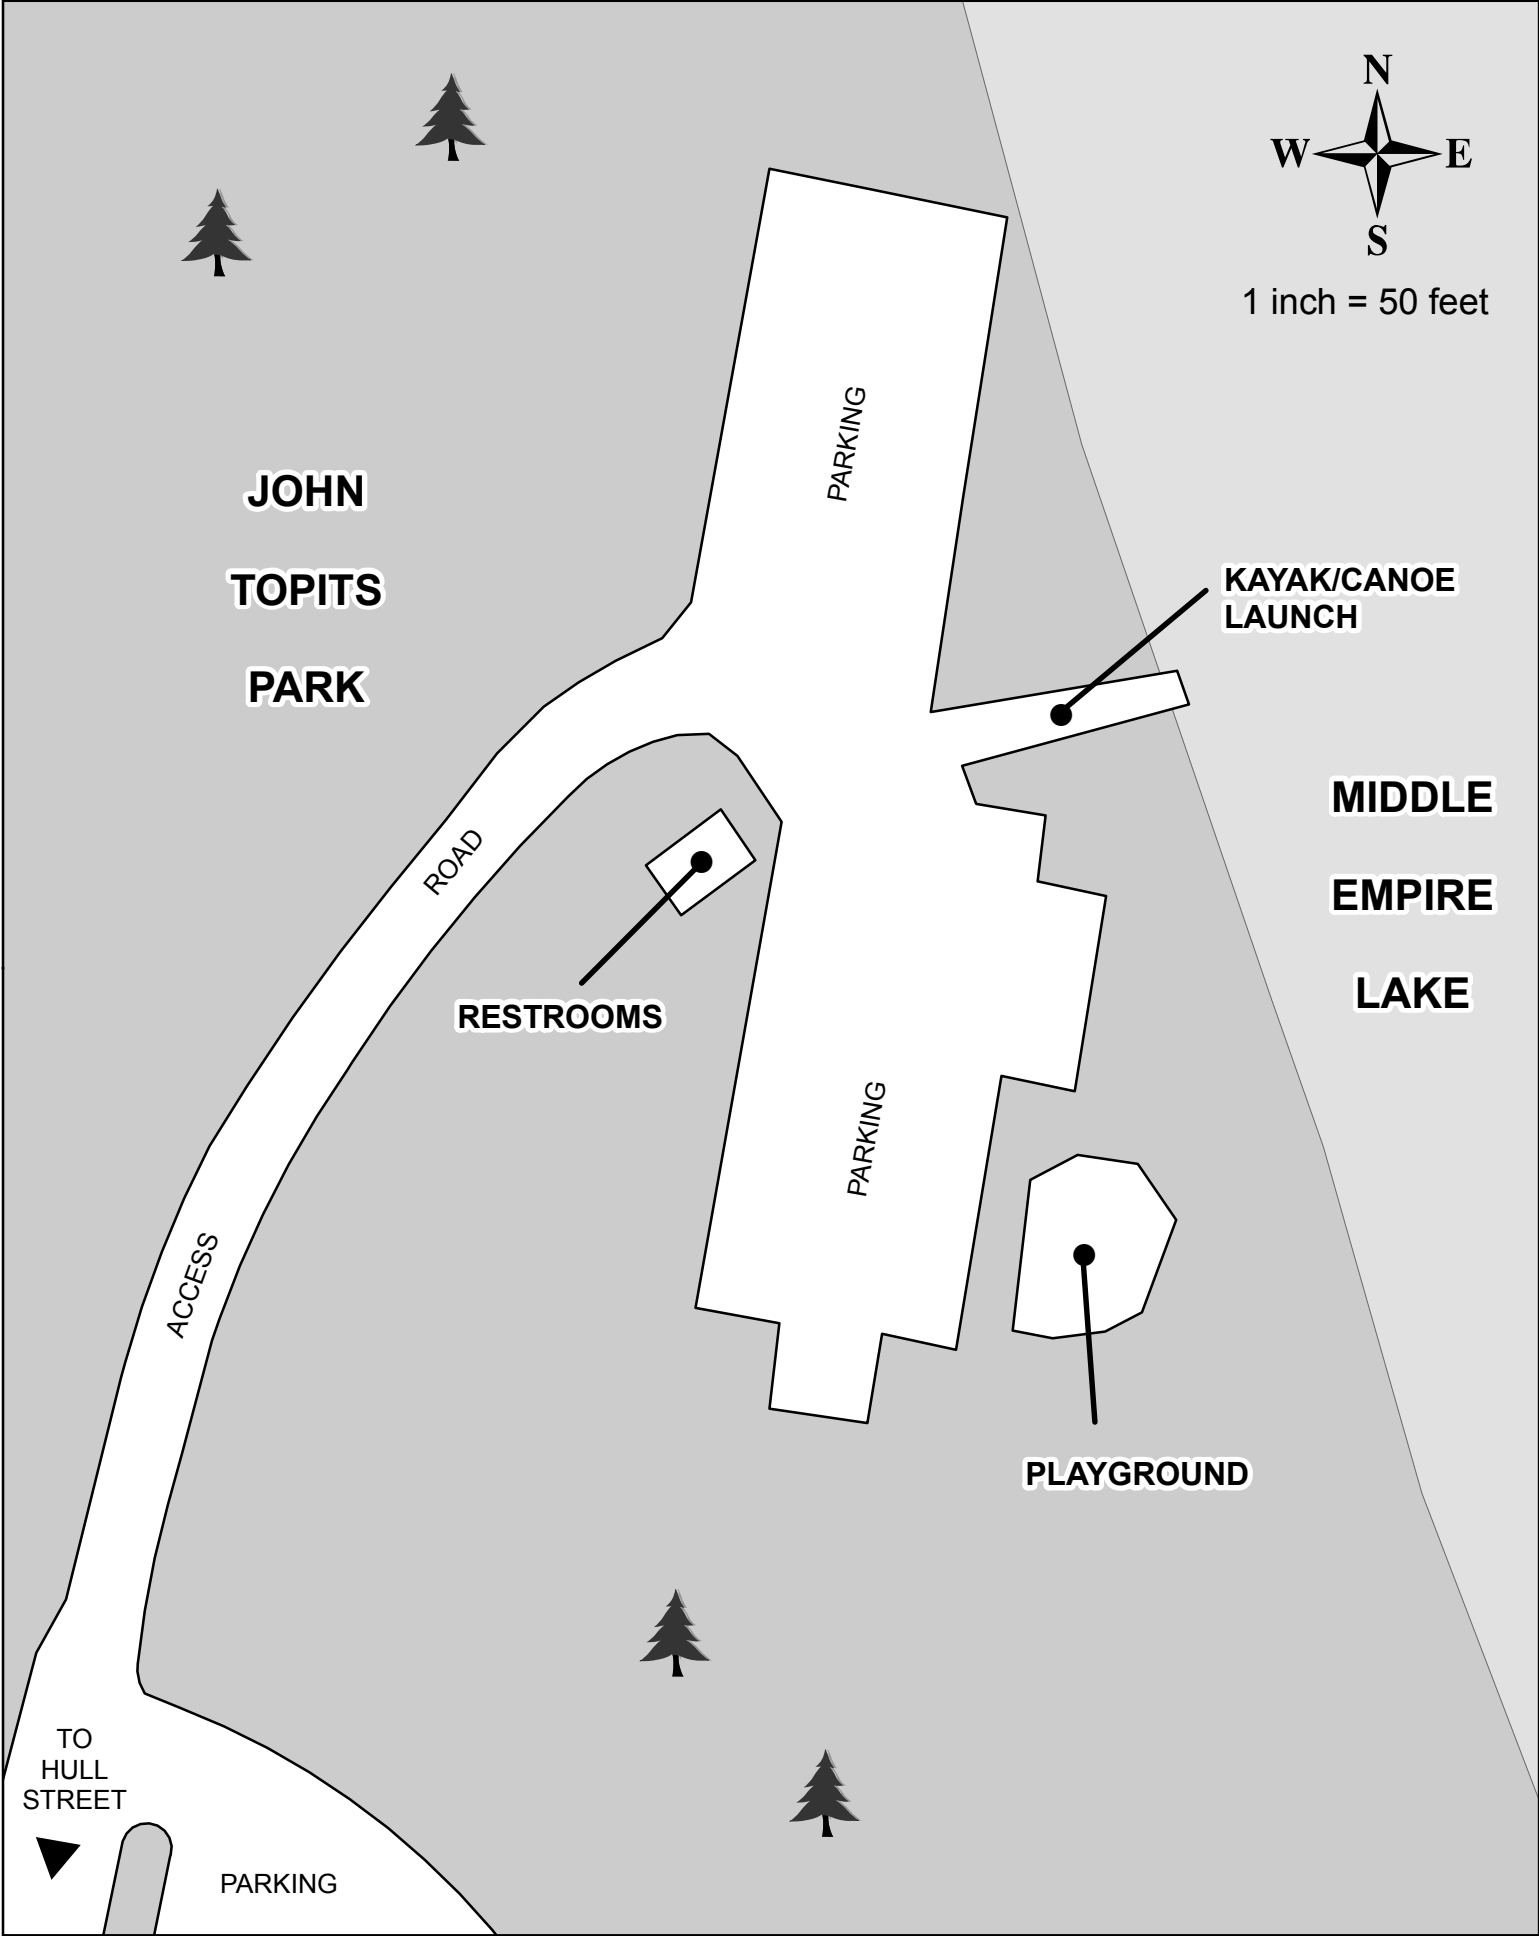 N
W E
S
1 inch = 50 feet
PARKING
JOHN
TOPITS
PARK
KAYAK/CANOE
LAUNCH
MIDDLE
EMPIRE
LAKE
ROAD
RESTROOMS
PARKING
ACCESS
PLAYGROUND
TO
HULL
STREET
PARKING